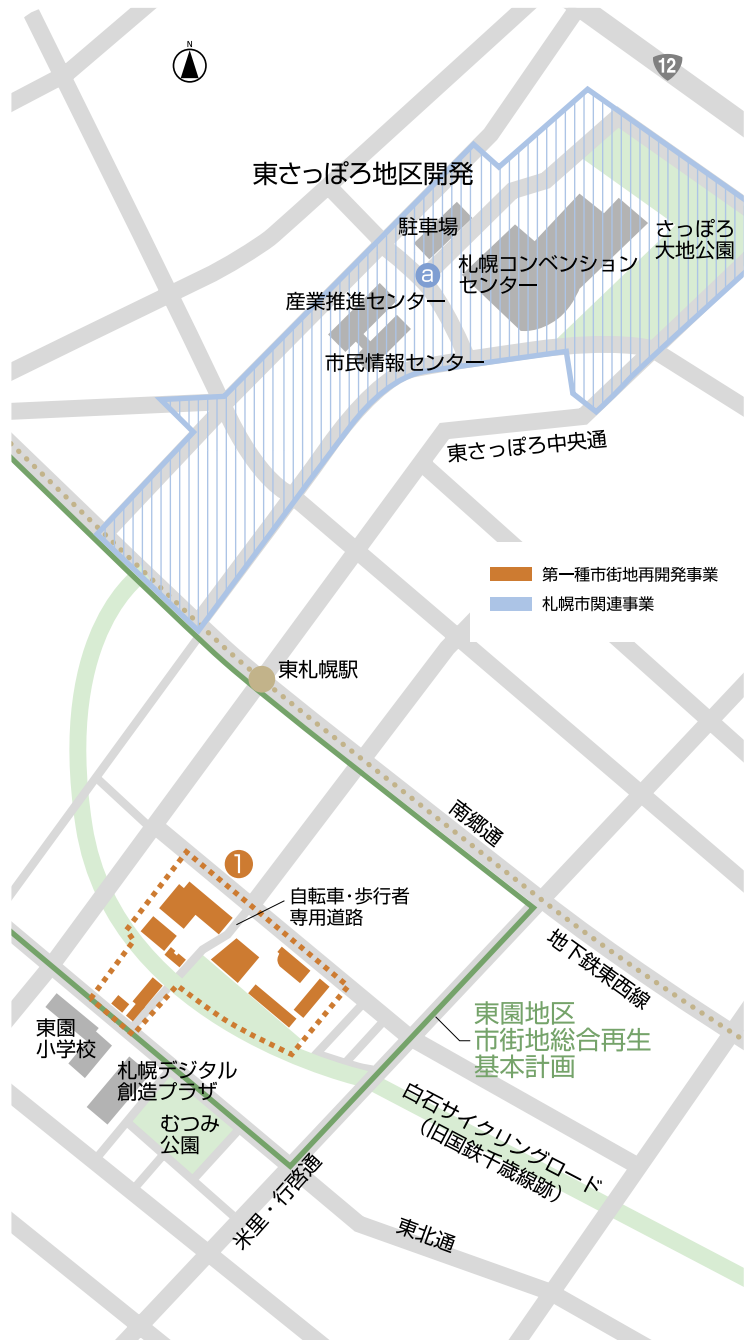 N
12
東さっぽろ地区開発
駐車場
さっぽろ
大地公園
札幌コンベンション
センター
a
産業推進センター
市民情報センター
東さっぽろ中央通
第一種市街地再開発事業
札幌市関連事業
東札幌駅
南郷通
1
自転車・歩行者
専用道路
地下鉄東西線
東園地区
市街地総合再生
基本計画
東園
小学校
札幌デジタル
創造プラザ
むつみ
公園
白石サイクリングロード
（旧国鉄千歳線跡）
米里・行啓通
東北通